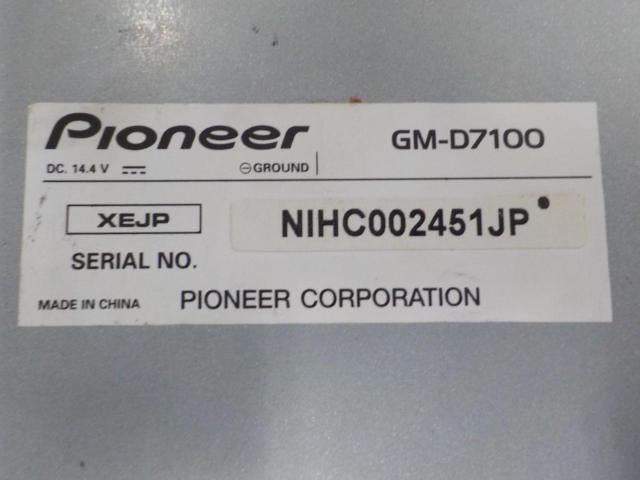 Pioneer GM-D7100
DC. 14.4 V ⎓ ⊖GROUND
XEJP NIHC002451JP
SERIAL NO.
MADE IN CHINA PIONEER CORPORATION